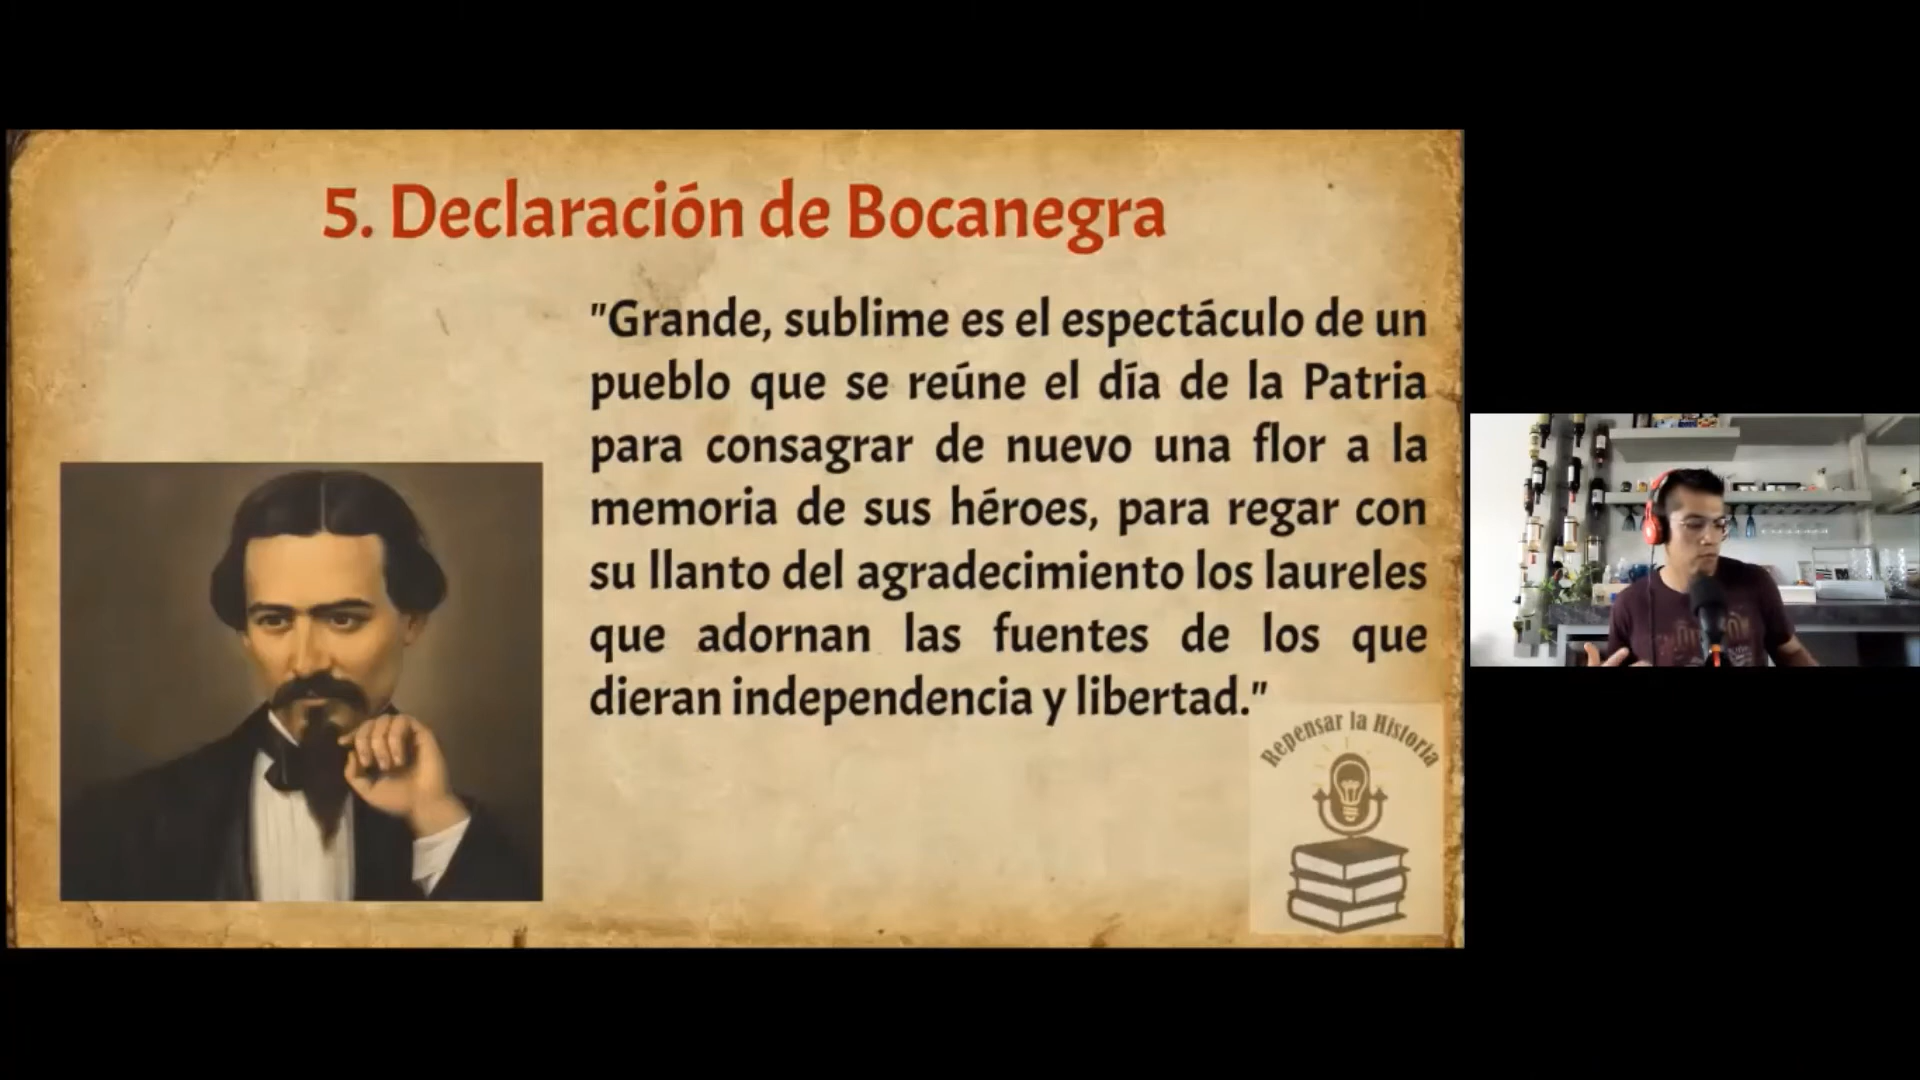 5. Declaración de Bocanegra
"Grande, sublime es el espectáculo de un
pueblo que se reúne el día de la Patria
para consagrar de nuevo una flor a la
memoria de sus héroes, para regar con
su llanto del agradecimiento los laureles
que adornan las fuentes de los que
dieran independencia y libertad."
Repensar la Historia